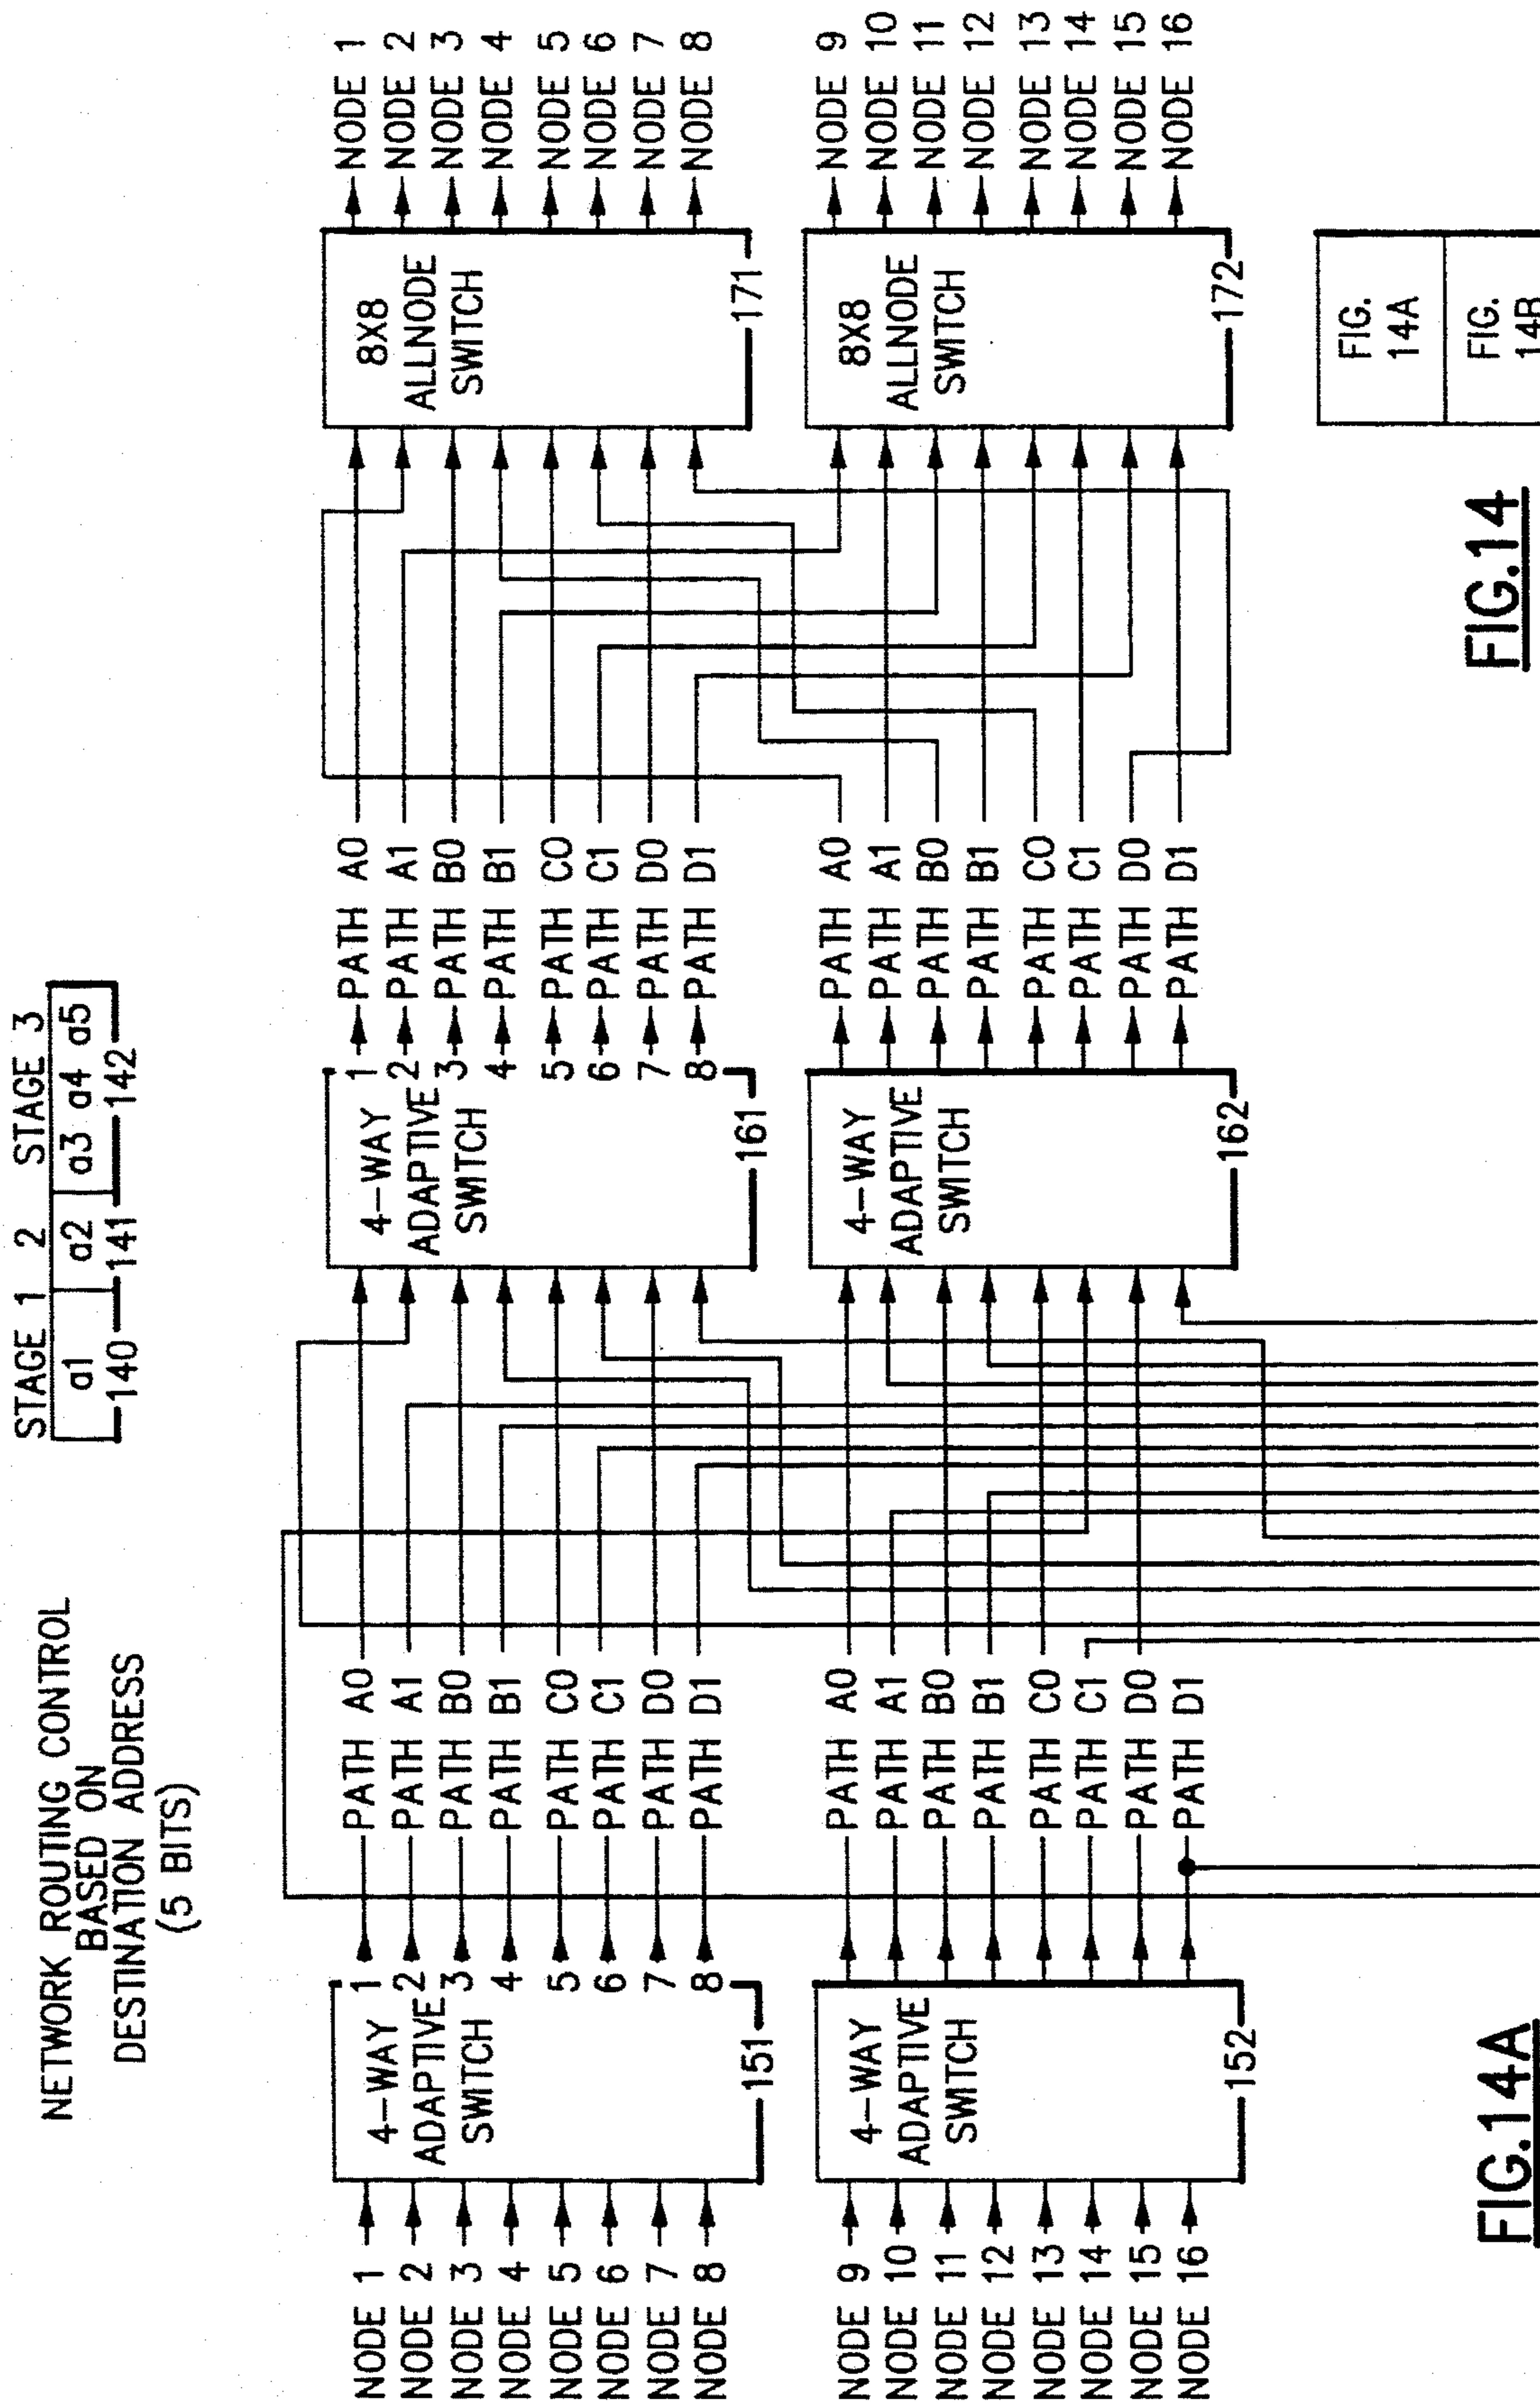 NETWORK ROUTING CONTROL
BASED ON
DESTINATION ADDRESS
(5 BITS)
STAGE 1 2 STAGE 3
a1 a2 a3 a4 a5
140 141 142
NODE 1
NODE 2
NODE 3
NODE 4
NODE 5
NODE 6
NODE 7
NODE 8
4-WAY
ADAPTIVE
SWITCH
1
2
3
4
5
6
7
8
151
PATH A0
PATH A1
PATH B0
PATH B1
PATH C0
PATH C1
PATH D0
PATH D1
4-WAY
ADAPTIVE
SWITCH
1
2
3
4
5
6
7
8
161
PATH A0
PATH A1
PATH B0
PATH B1
PATH C0
PATH C1
PATH D0
PATH D1
8X8
ALLNODE
SWITCH
171
NODE 1
NODE 2
NODE 3
NODE 4
NODE 5
NODE 6
NODE 7
NODE 8
NODE 9
NODE 10
NODE 11
NODE 12
NODE 13
NODE 14
NODE 15
NODE 16
4-WAY
ADAPTIVE
SWITCH
152
PATH A0
PATH A1
PATH B0
PATH B1
PATH C0
PATH C1
PATH D0
PATH D1
4-WAY
ADAPTIVE
SWITCH
162
PATH A0
PATH A1
PATH B0
PATH B1
PATH C0
PATH C1
PATH D0
PATH D1
8X8
ALLNODE
SWITCH
172
NODE 9
NODE 10
NODE 11
NODE 12
NODE 13
NODE 14
NODE 15
NODE 16
FIG.14A
FIG.14
FIG.
14A
FIG.
14B